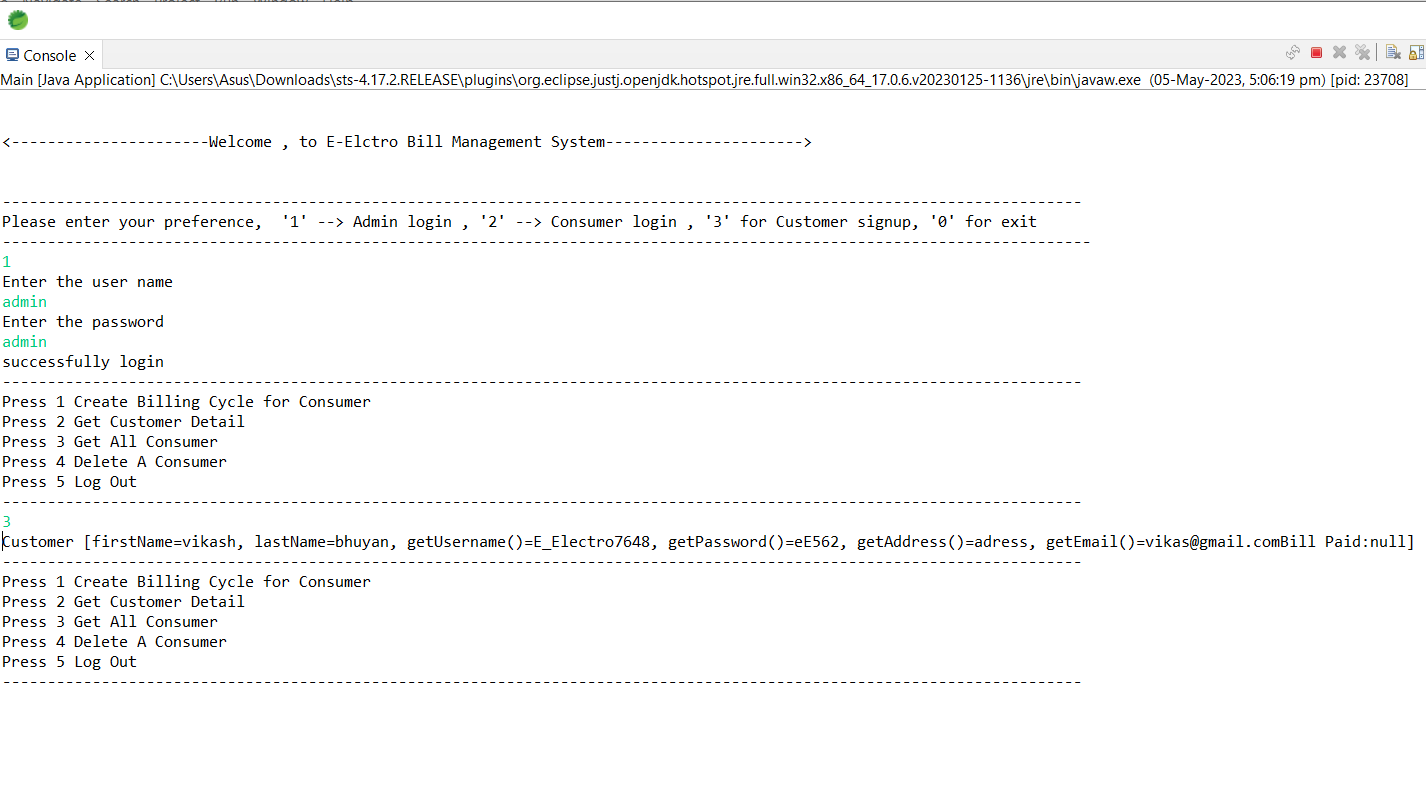 Console
Main [Java Application] C:\Users\Asus\Downloads\sts-4.17.2.RELEASE\plugins\org.eclipse.justj.openjdk.hotspot.jre.full.win32.x86_64_17.0.6.v20230125-1136\jre\bin\javaw.exe (05-May-2023, 5:06:19 pm) [pid: 23708]
<----------------------Welcome , to E-Elctro Bill Management System---------------------->
------------------------------------------------------------------------------------------------------------------------
Please enter your preference,  '1' --> Admin login , '2' --> Consumer login , '3' for Customer signup, '0' for exit
-------------------------------------------------------------------------------------------------------------------------
1
Enter the user name
admin
Enter the password
admin
successfully login
------------------------------------------------------------------------------------------------------------------------
Press 1 Create Billing Cycle for Consumer
Press 2 Get Customer Detail
Press 3 Get All Consumer
Press 4 Delete A Consumer
Press 5 Log Out
------------------------------------------------------------------------------------------------------------------------
3
Customer [firstName=vikash, lastName=bhuyan, getUsername()=E_Electro7648, getPassword()=eE562, getAddress()=adress, getEmail()=vikas@gmail.comBill Paid:null]
------------------------------------------------------------------------------------------------------------------------
Press 1 Create Billing Cycle for Consumer
Press 2 Get Customer Detail
Press 3 Get All Consumer
Press 4 Delete A Consumer
Press 5 Log Out
------------------------------------------------------------------------------------------------------------------------